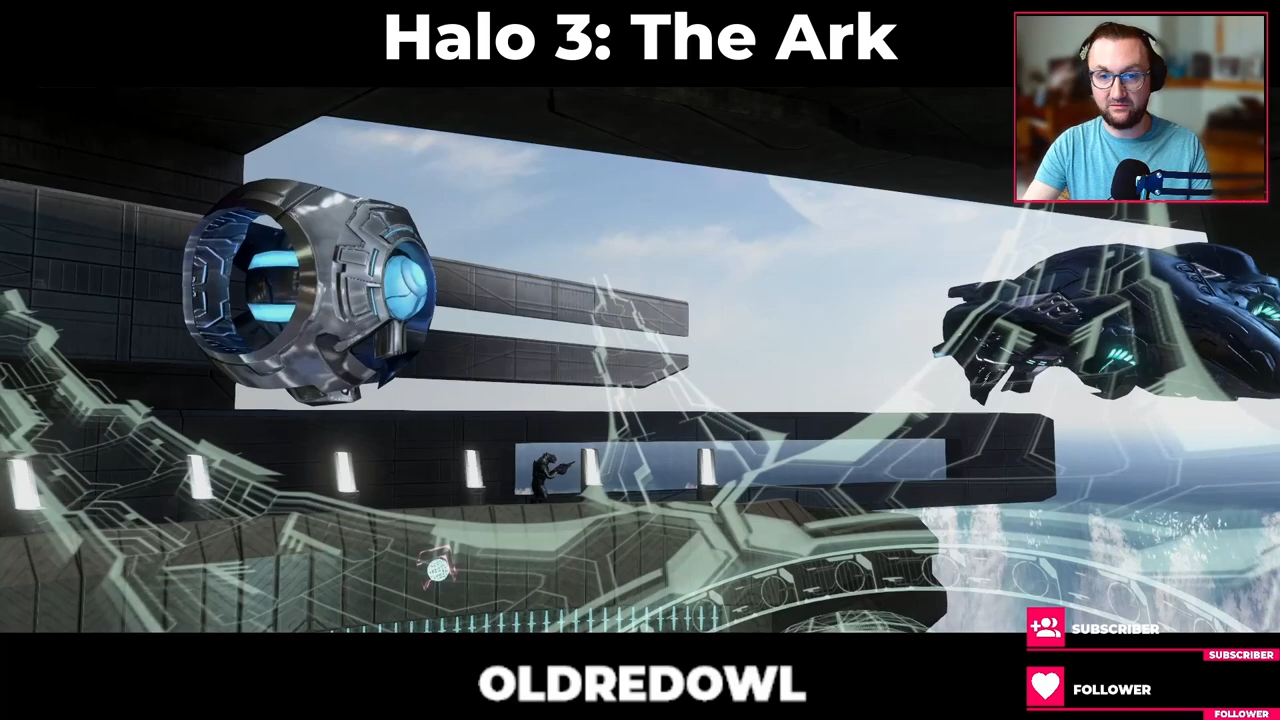 Halo 3: The Ark
OLDREDOWL
SUBSCRIBER
SUBSCRIBER
FOLLOWER
FOLLOWER